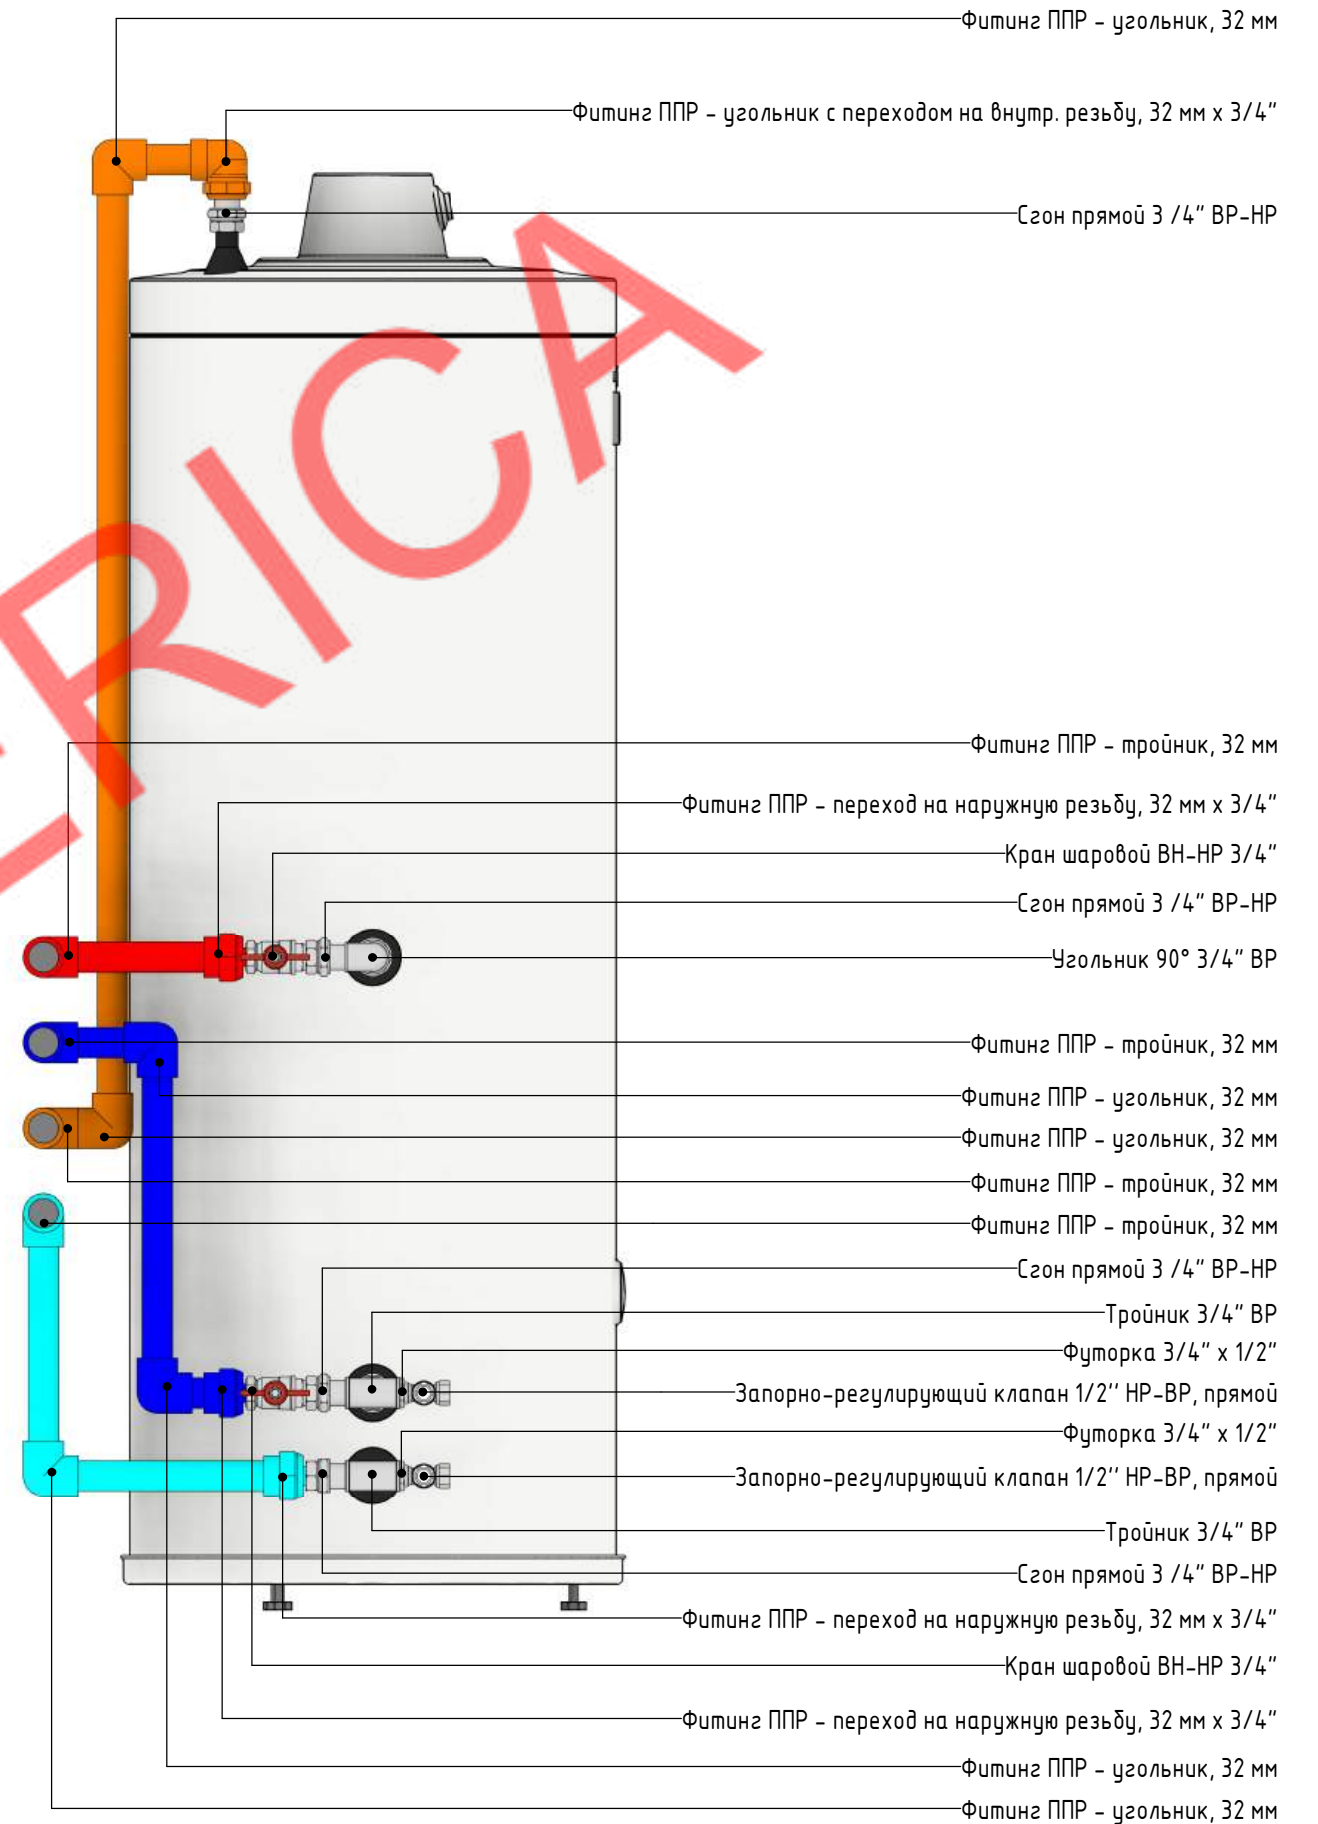 Фитинг ППР - угольник, 32 мм
Фитинг ППР - угольник с переходом на внутр. резьбу, 32 мм x 3/4"
Сгон прямой 3 /4" ВР-НР
ERICA
Фитинг ППР - тройник, 32 мм
Фитинг ППР - переход на наружную резьбу, 32 мм x 3/4"
Кран шаровой ВН-НР 3/4"
Сгон прямой 3 /4" ВР-НР
Угольник 90° 3/4" ВР
Фитинг ППР - тройник, 32 мм
Фитинг ППР - угольник, 32 мм
Фитинг ППР - угольник, 32 мм
Фитинг ППР - тройник, 32 мм
Фитинг ППР - тройник, 32 мм
Сгон прямой 3 /4" ВР-НР
Тройник 3/4" ВР
Футорка 3/4" x 1/2"
Запорно-регулирующий клапан 1/2'' НР-ВР, прямой
Футорка 3/4" x 1/2"
Запорно-регулирующий клапан 1/2'' НР-ВР, прямой
Тройник 3/4" ВР
Сгон прямой 3 /4" ВР-НР
Фитинг ППР - переход на наружную резьбу, 32 мм x 3/4"
Кран шаровой ВН-НР 3/4"
Фитинг ППР - переход на наружную резьбу, 32 мм x 3/4"
Фитинг ППР - угольник, 32 мм
Фитинг ППР - угольник, 32 мм